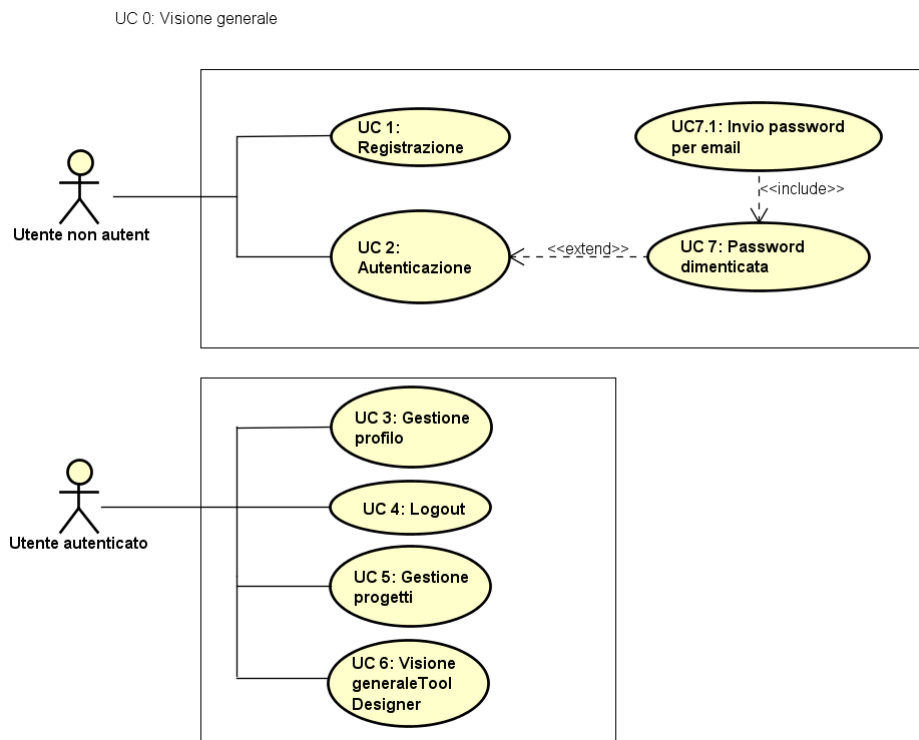 UC 0: Visione generale
UC 1:
Registrazione
UC7.1: Invio password
per email
<<include>>
Utente non autent
UC 2:
Autenticazione
<<extend>>
UC 7: Password
dimenticata
UC 3: Gestione
profilo
UC 4: Logout
Utente autenticato
UC 5: Gestione
progetti
UC 6: Visione
generaleTool
Designer